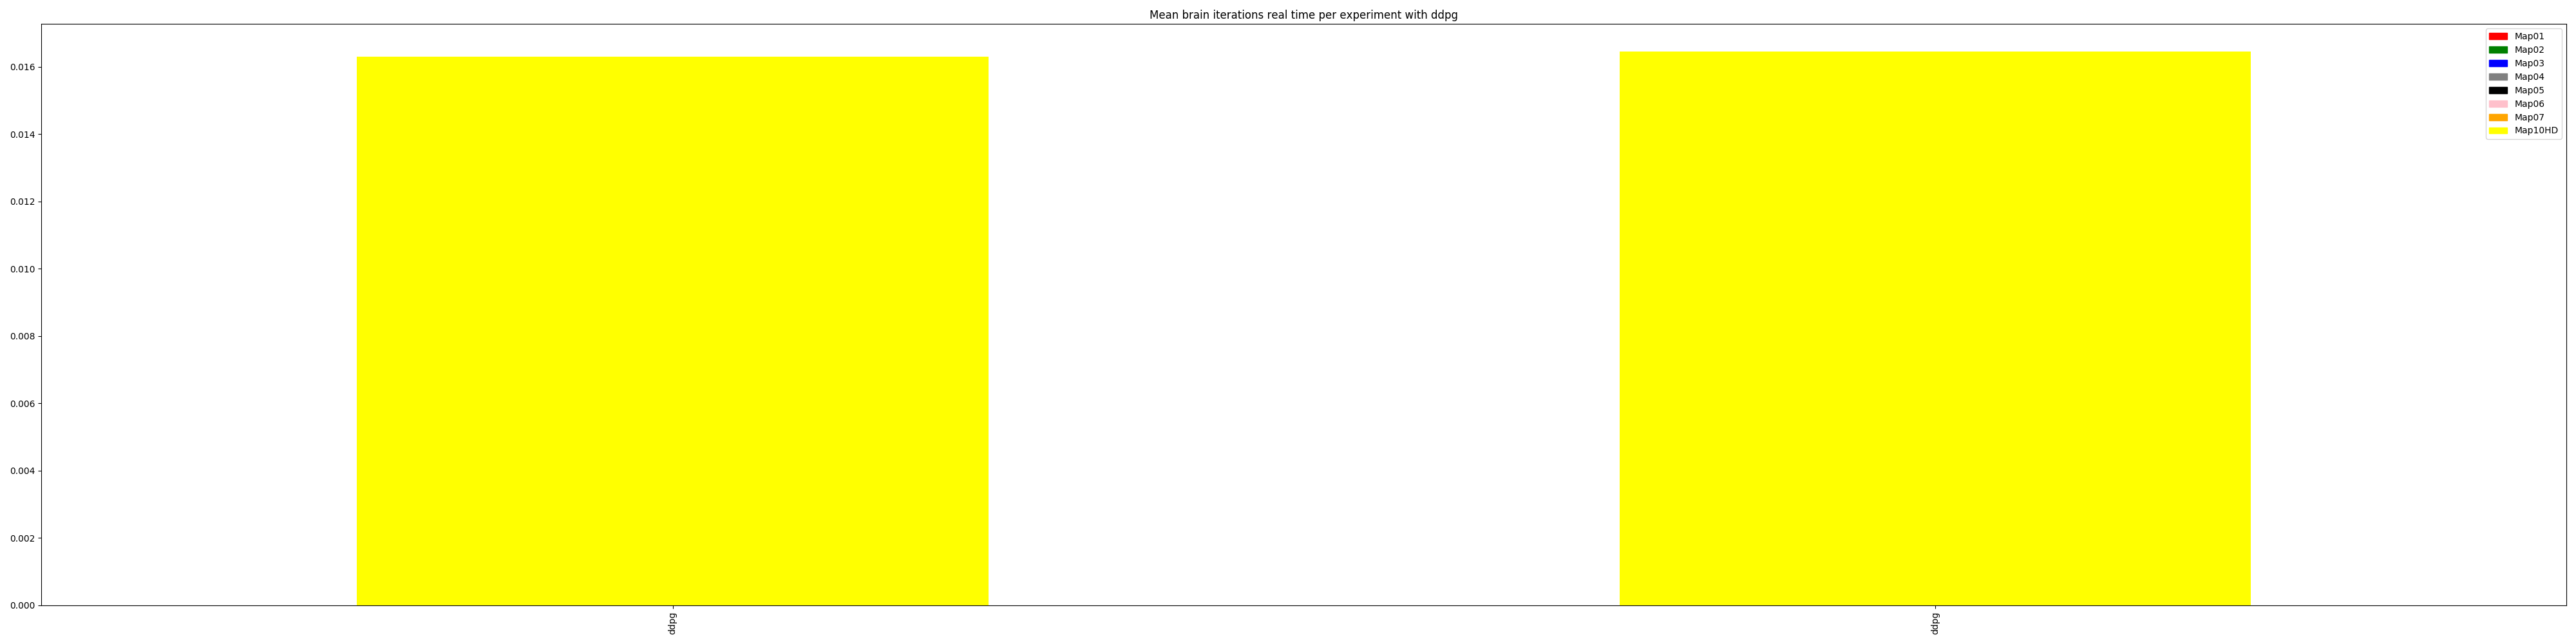 Mean brain iterations real time per experiment with ddpg
Map01
Map02
Map03
Map04
Map05
Map06
Map07
Map10HD
0.016
0.014
0.012
0.010
0.008
0.006
0.004
0.002
0.000
ddpg
ddpg